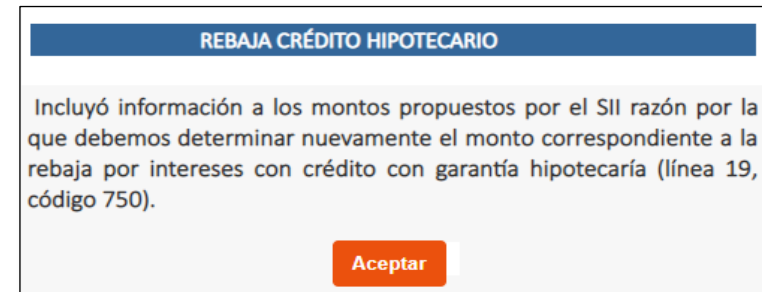 REBAJA CRÉDITO HIPOTECARIO
Incluyó información a los montos propuestos por el SII razón por la
que debemos determinar nuevamente el monto correspondiente a la
rebaja por intereses con crédito con garantía hipotecaría (línea 19,
código 750).
Aceptar